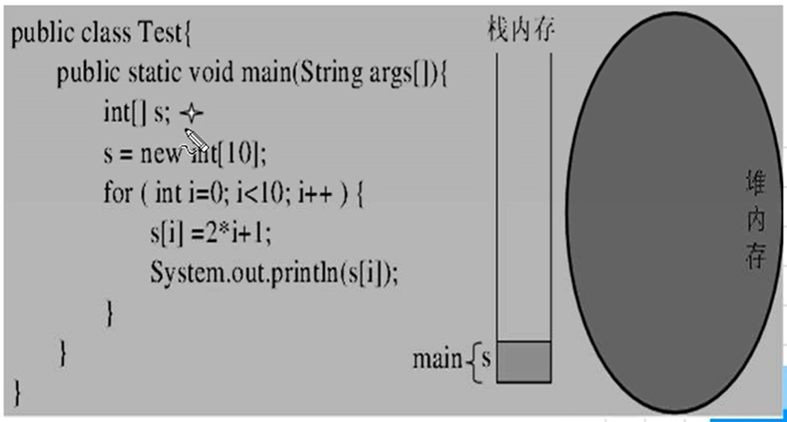 public class Test{
public static void main(String args[]){
int[] s;
s = new int[10];
for ( int i=0; i<10; i++ ) {
s[i] =2*i+1;
System.out.println(s[i]);
}
}
}
栈内存
main{s
堆内存